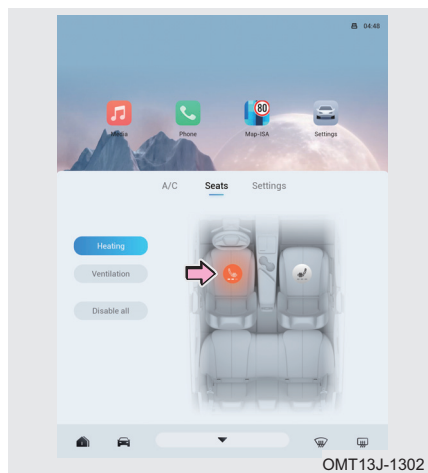 04:48
80
Media
Phone
Map-ISA
Settings
A/C
Seats
Settings
Heating
Ventilation
Disable all
OMT13J-1302